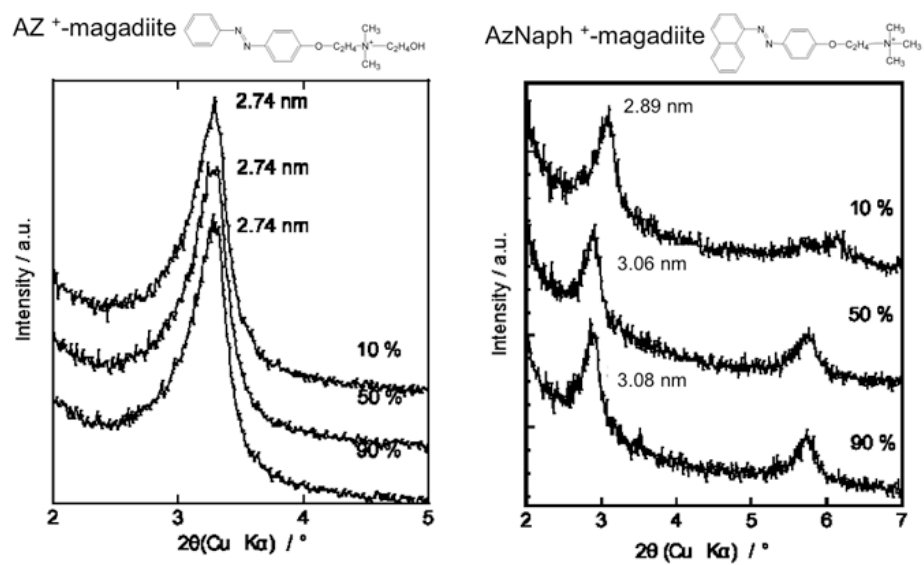 AZ +-magadiite
N
N
O
C2H4
N+
CH3
CH3
C2H4OH
2.74 nm
2.74 nm
2.74 nm
10 %
50 %
90 %
Intensity / a.u.
2 3 4 5
2θ(Cu Kα) / °
AzNaph +-magadiite
N
N
O
C2H4
N+
CH3
CH3
CH3
2.89 nm
10 %
3.06 nm
50 %
3.08 nm
90 %
Intensity / a.u.
2 3 4 5 6 7
2θ (Cu Kα) / °